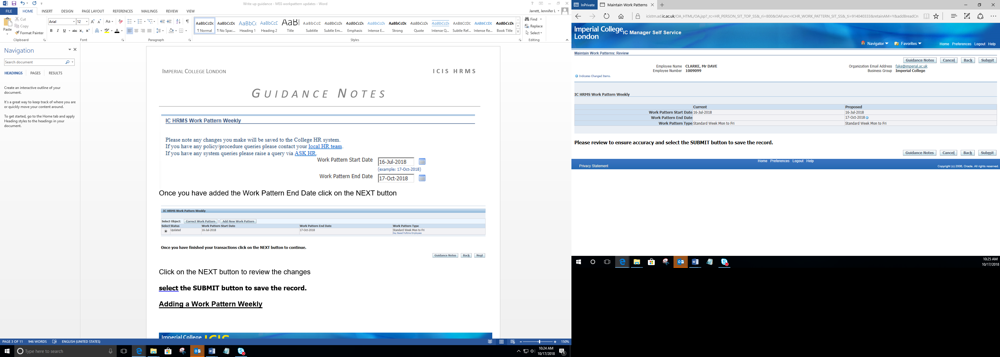 Write up guidance - MSS workpattern updates - Word
FILE HOME INSERT DESIGN PAGE LAYOUT REFERENCES MAILINGS REVIEW VIEW
Jarrett, Jennifer L
Paste
Cut
Copy
Format Painter
Clipboard
Arial 12
Font
Paragraph
AaBbCcDc AaBbCcDc AaBbC( AaBbCcE AaBl AaBbCcD AaBbCcDc AaBbCcDc AaBbCcDc AaBbCcDc AaBbCcDc AaBbCcDc AABBCCDC AABBCCDE AaBbCcDc
¶ Normal ¶ No Spac... Heading 1 Heading 2 Title Subtitle Subtle Em... Emphasis Intense E... Strong Quote Intense Q... Subtle Ref... Intense Re... Book Title
Styles
Find
Replace
Select
Editing
Navigation
Search document
HEADINGS PAGES RESULTS
Create an interactive outline of your
document.
It's a great way to keep track of where you are
or quickly move your content around.
To get started, go to the Home tab and apply
Heading styles to the headings in your
document.
IMPERIAL COLLEGE LONDON ICIS HRMS
GUIDANCE NOTES
IC HRMS Work Pattern Weekly
Please note any changes you make will be saved to the College HR system.
If you have any policy/procedure queries please contact your local HR team.
If you have any system queries please raise a query via ASK HR.
Work Pattern Start Date 16-Jul-2018
(example: 17-Oct-2018)
Work Pattern End Date 17-Oct-2018
Once you have added the Work Pattern End Date click on the NEXT button
IC HRMS Work Pattern Weekly
Select Object: Correct Work Pattern | Add New Work Pattern
Select Status Work Pattern Start Date Work Pattern End Date Work Pattern Type
Updated 16-Jul-2018 17-Oct-2018 Standard Week Mon to Fri
Day Based Fulltime Employees
Once you have finished your transactions click on the NEXT button to continue.
Guidance Notes Back Next
Click on the NEXT button to review the changes
select the SUBMIT button to save the record.
Adding a Work Pattern Weekly
Imperial College ICIS
PAGE 3 OF 11 946 WORDS ENGLISH (UNITED STATES) 150%
Type here to search
10:24 AM
10/17/2018
InPrivate Maintain Work Patterns
icistrn.ad.ic.ac.uk/OA_HTML/OA.jsp?_rc=HR_PERSON_SIT_TOP_SS&_ri=800&OAFunc=ICHR_WORK_PATTERN_SIT_SS&_ti=914040333&retainAM=Y&addBreadCr
Imperial College
London
IC Manager Self Service
Navigator Favorites Home Preferences Logout Help
Maintain Work Patterns: Review
Guidance Notes Cancel Back Submit
Employee Name CLARKE, Mr DAVE Organization Email Address fake@imperial.ac.uk
Employee Number 1009099 Business Group Imperial College
Indicates Changed Items.
IC HRMS Work Pattern Weekly
Current Proposed
Work Pattern Start Date 16-Jul-2018 16-Jul-2018
Work Pattern End Date 17-Oct-2018
Work Pattern Type Standard Week Mon to Fri Standard Week Mon to Fri
Please review to ensure accuracy and select the SUBMIT button to save the record.
Guidance Notes Cancel Back Submit
Home Preferences Logout Help
Privacy Statement Copyright (c) 2006, Oracle. All rights reserved.
10:25 AM
10/17/2018